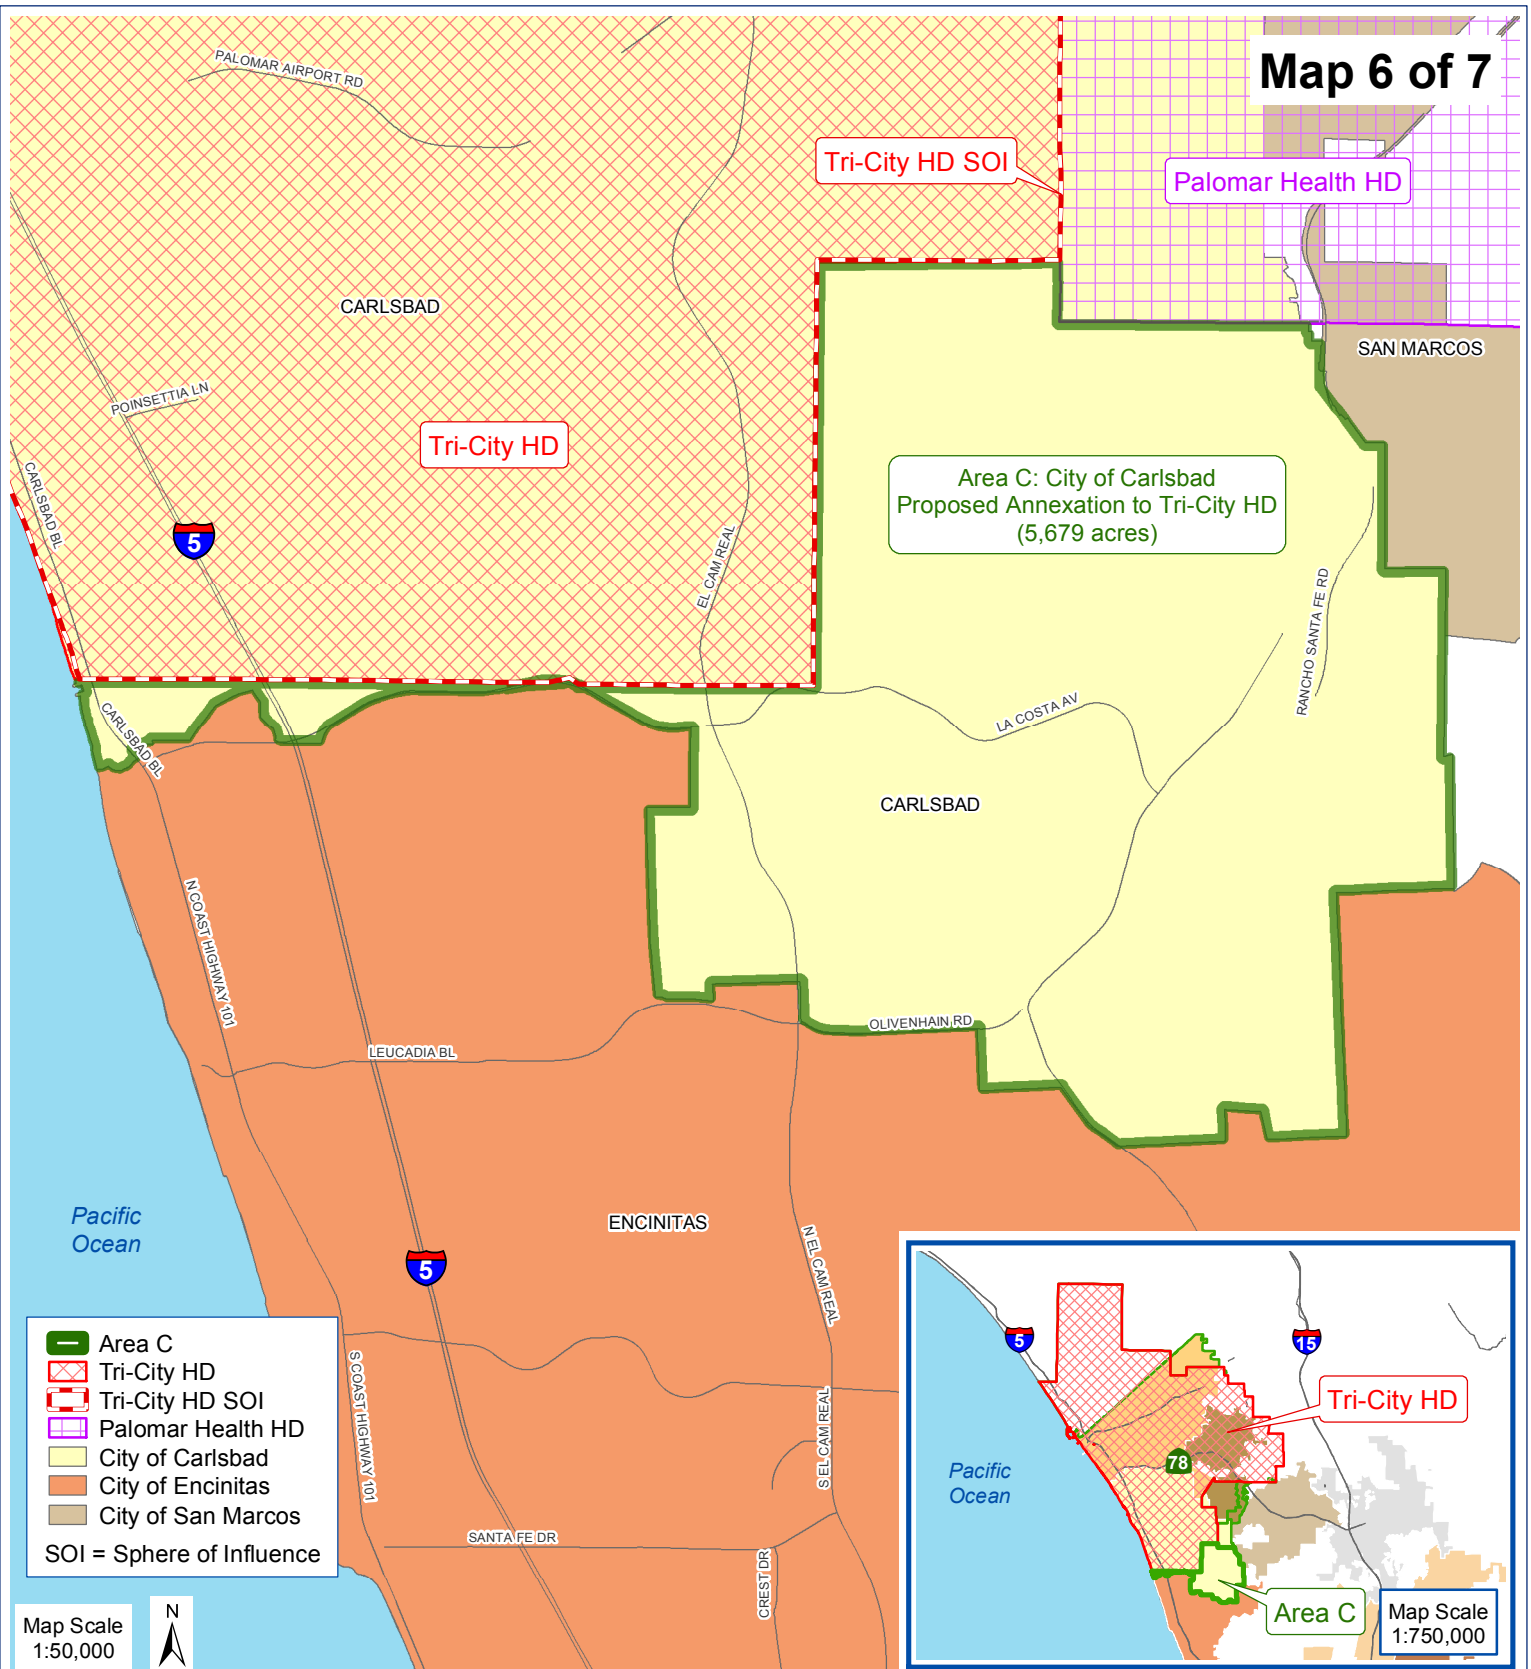 Map 6 of 7
PALOMAR AIRPORT RD
Tri-City HD SOI
Palomar Health HD
CARLSBAD
SAN MARCOS
POINSETTIA LN
Tri-City HD
Area C: City of Carlsbad
Proposed Annexation to Tri-City HD
(5,679 acres)
CARLSBAD BL
5
EL CAM REAL
RANCHO SANTA FE RD
CARLSBAD BL
LA COSTA AV
CARLSBAD
N COAST HIGHWAY 101
OLIVENHAIN RD
LEUCADIA BL
Pacific
Ocean
ENCINITAS
5
N EL CAM REAL
S COAST HIGHWAY 101
S EL CAM REAL
SANTA FE DR
CREST DR
Area C
Tri-City HD
Tri-City HD SOI
Palomar Health HD
City of Carlsbad
City of Encinitas
City of San Marcos
SOI = Sphere of Influence
Map Scale
1:50,000
N
5
15
Tri-City HD
78
Pacific
Ocean
Area C
Map Scale
1:750,000